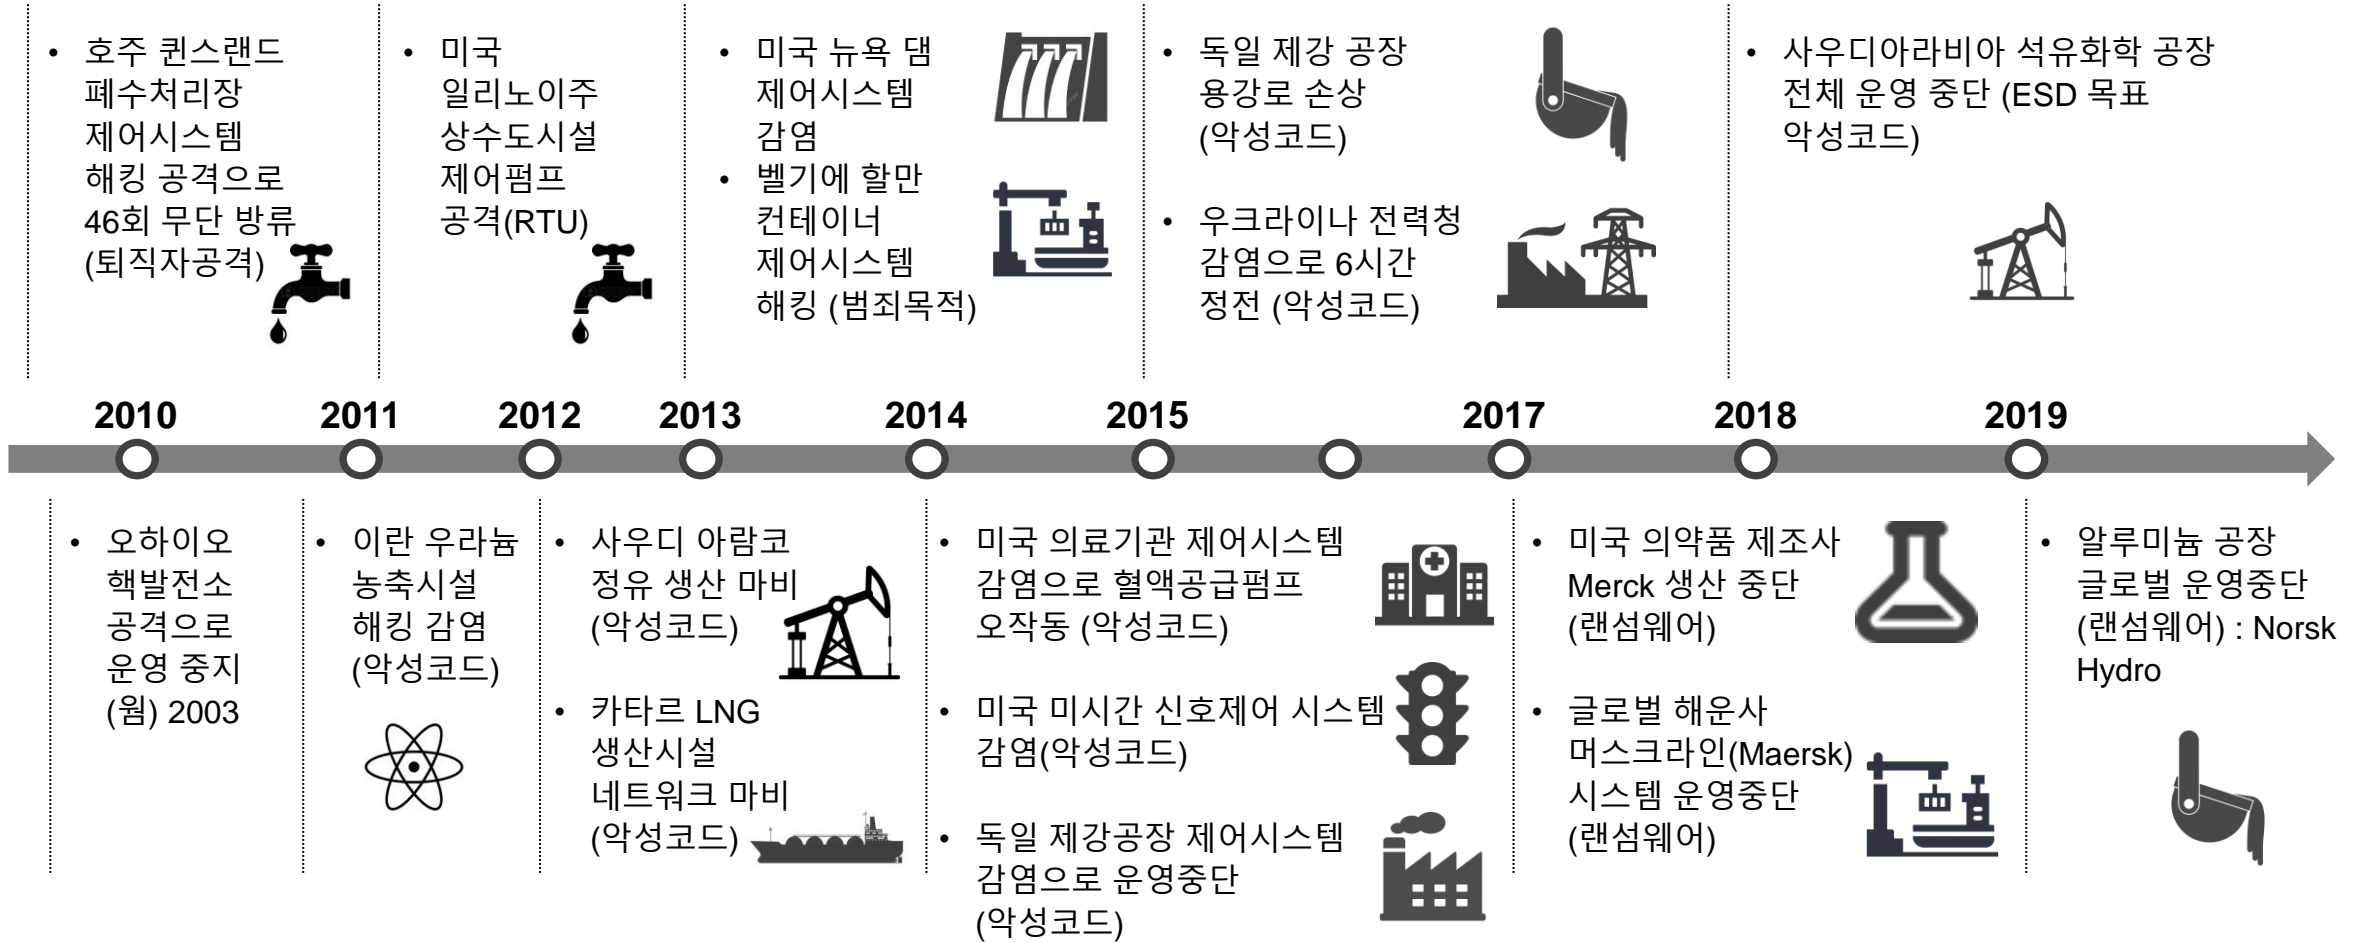 • 호주 퀸스랜드
폐수처리장
제어시스템
해킹 공격으로
46회 무단 방류
(퇴직자공격)
• 미국
일리노이주
상수도시설
제어펌프
공격(RTU)
• 미국 뉴욕 댐
제어시스템
감염
• 벨기에 할만
컨테이너
제어시스템
해킹 (범죄목적)
• 독일 제강 공장
용강로 손상
(악성코드)
• 우크라이나 전력청
감염으로 6시간
정전 (악성코드)
• 사우디아라비아 석유화학 공장
전체 운영 중단 (ESD 목표
악성코드)
2010 2011 2012 2013 2014 2015 2017 2018 2019
• 오하이오
핵발전소
공격으로
운영 중지
(웜) 2003
• 이란 우라늄
농축시설
해킹 감염
(악성코드)
• 사우디 아람코
정유 생산 마비
(악성코드)
• 카타르 LNG
생산시설
네트워크 마비
(악성코드)
• 미국 의료기관 제어시스템
감염으로 혈액공급펌프
오작동 (악성코드)
• 미국 미시간 신호제어 시스템
감염(악성코드)
• 독일 제강공장 제어시스템
감염으로 운영중단
(악성코드)
• 미국 의약품 제조사
Merck 생산 중단
(랜섬웨어)
• 글로벌 해운사
머스크라인(Maersk)
시스템 운영중단
(랜섬웨어)
• 알루미늄 공장
글로벌 운영중단
(랜섬웨어) : Norsk
Hydro